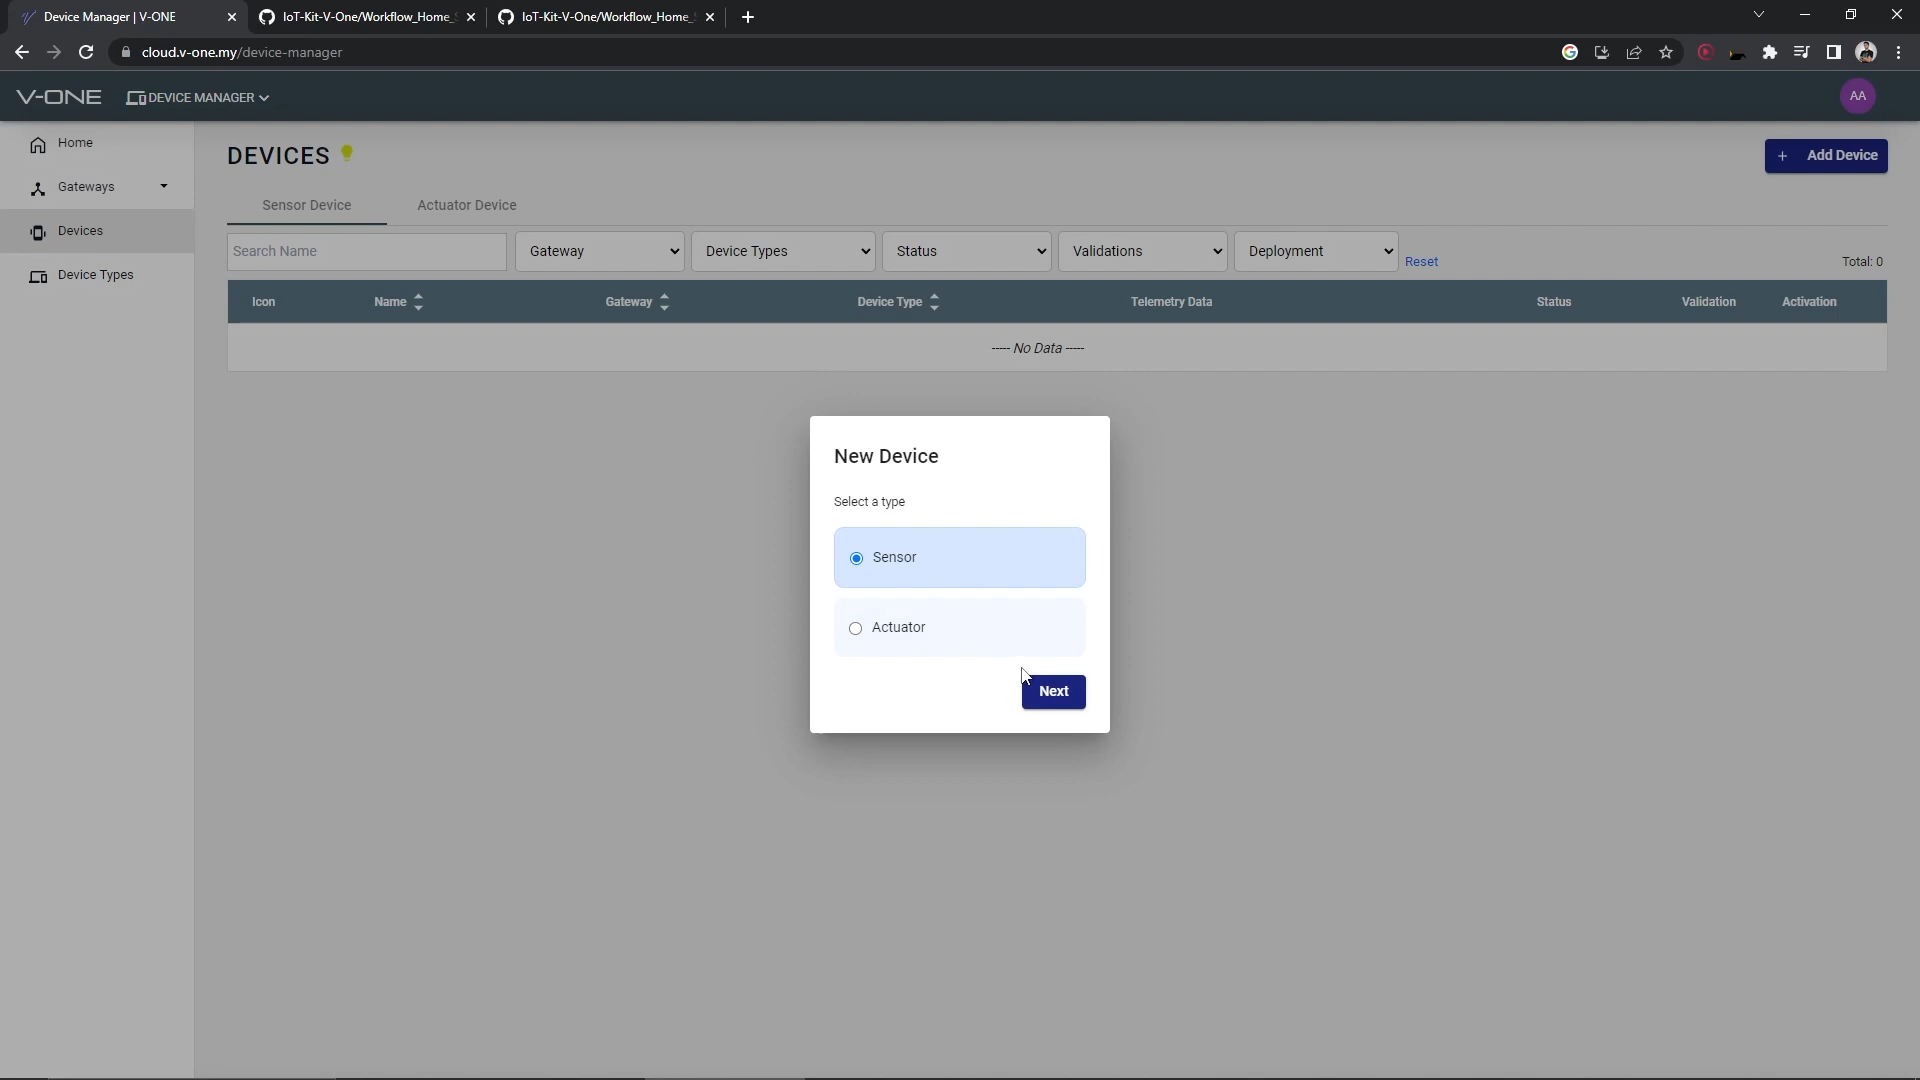 Device Manager | V-ONE
IoT-Kit-V-One/Workflow_Home_
IoT-Kit-V-One/Workflow_Home_
cloud.v-one.my/device-manager
V-ONE
DEVICE MANAGER
AA
Home
Gateways
Devices
Device Types
DEVICES
+ Add Device
Sensor Device
Actuator Device
Search Name
Gateway
Device Types
Status
Validations
Deployment
Reset
Total: 0
Icon
Name
Gateway
Device Type
Telemetry Data
Status
Validation
Activation
----- No Data -----
New Device
Select a type
Sensor
Actuator
Next